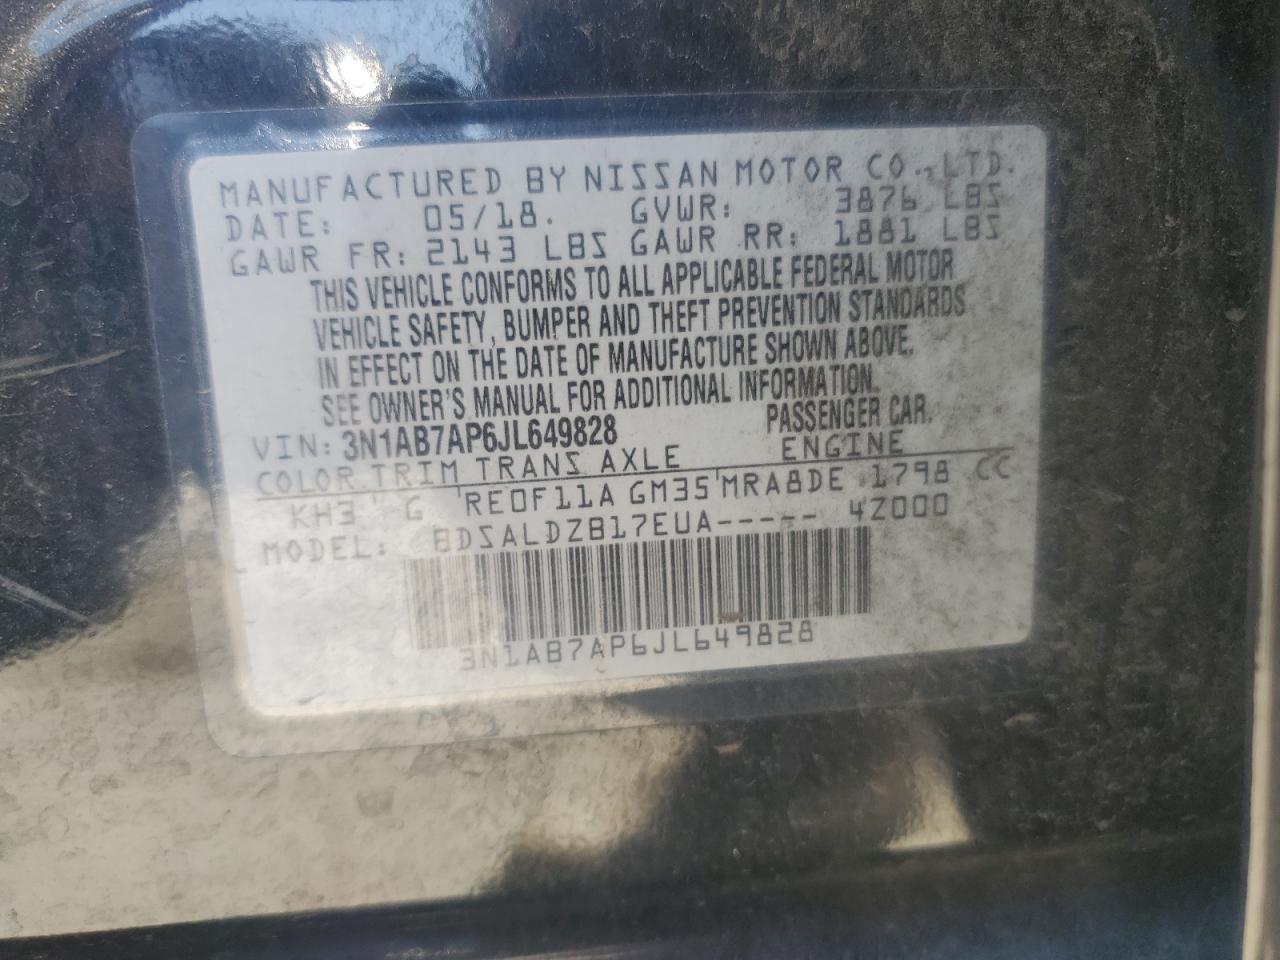 MANUFACTURED BY NISSAN MOTOR CO.,LTD.
DATE: 05/18. GVWR: 3876 LBS
GAWR FR: 2143 LBS GAWR RR: 1881 LBS
THIS VEHICLE CONFORMS TO ALL APPLICABLE FEDERAL MOTOR
VEHICLE SAFETY, BUMPER AND THEFT PREVENTION STANDARDS
IN EFFECT ON THE DATE OF MANUFACTURE SHOWN ABOVE.
SEE OWNER'S MANUAL FOR ADDITIONAL INFORMATION.
VIN: 3N1AB7AP6JL649828 PASSENGER CAR.
COLOR TRIM TRANS AXLE ENGINE
KH3 G RE0F11A GM35 MRA8DE 1798 CC
MODEL: BDSALDZB17EUA----- 4Z000
3N1AB7AP6JL649828